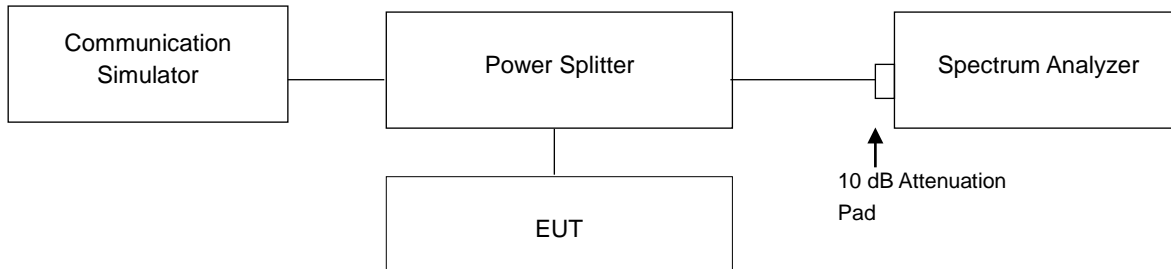 Communication
Simulator
Power Splitter
Spectrum Analyzer
10 dB Attenuation
Pad
EUT